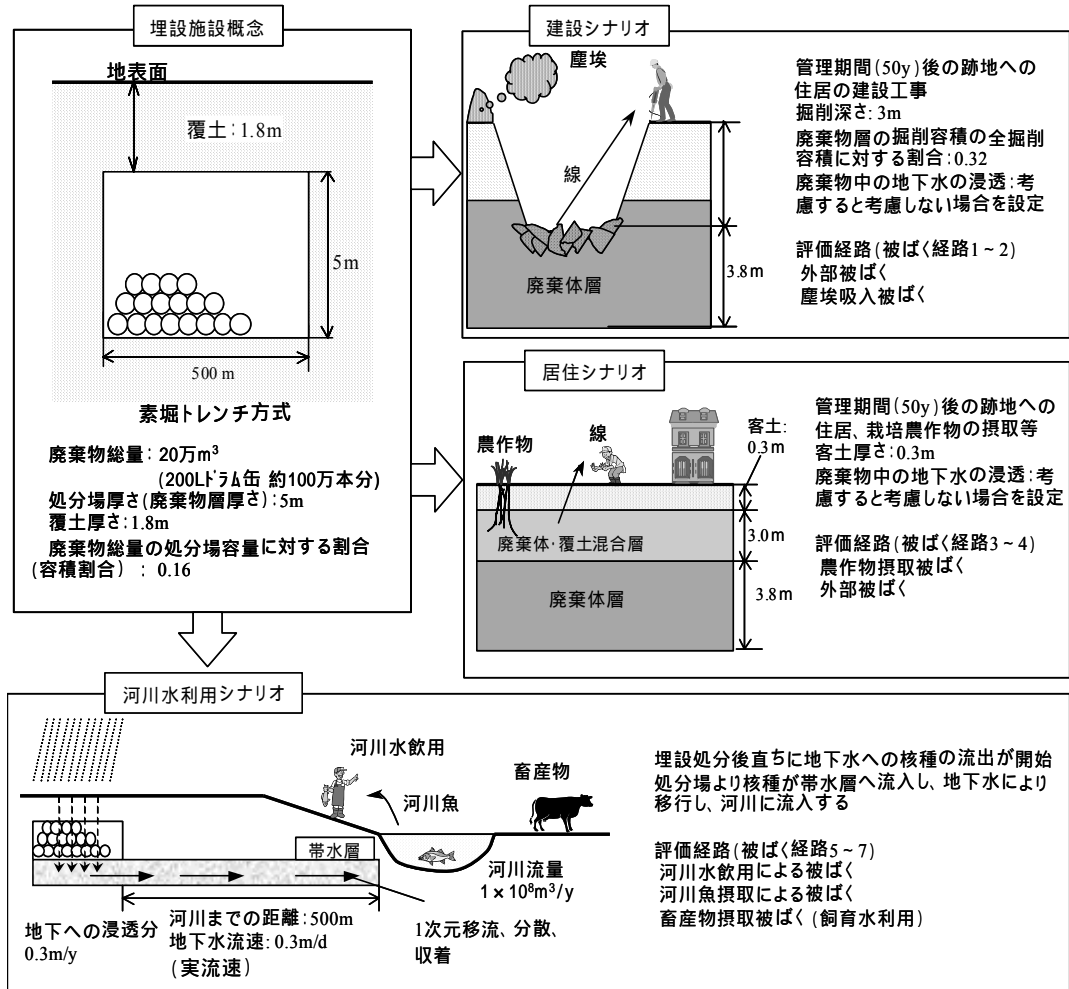 埋設施設概念
地表面
覆土:1.8m
5m
500 m
素堀トレンチ方式
廃棄物総量: 20万m³
(200Lドラム缶 約100万本分)
処分場厚さ(廃棄物層厚さ):5m
覆土厚さ:1.8m
廃棄物総量の処分場容量に対する割合
(容積割合) : 0.16
建設シナリオ
塵埃
線
廃棄体層
3.8m
管理期間(50y)後の跡地への
住居の建設工事
掘削深さ: 3m
廃棄物層の掘削容積の全掘削
容積に対する割合:0.32
廃棄物中の地下水の浸透:考
慮すると考慮しない場合を設定
評価経路(被ばく経路1~2)
外部被ばく
塵埃吸入被ばく
居住シナリオ
農作物
線
客土:
0.3m
廃棄体・覆土混合層
3.0m
廃棄体層
3.8m
管理期間(50y)後の跡地への
住居、栽培農作物の摂取等
客土厚さ:0.3m
廃棄物中の地下水の浸透:考
慮すると考慮しない場合を設定
評価経路(被ばく経路3~4)
農作物摂取被ばく
外部被ばく
河川水利用シナリオ
河川水飲用
河川魚
畜産物
帯水層
河川流量
1×10⁸m³/y
地下への浸透分
0.3m/y
河川までの距離:500m
地下水流速:0.3m/d
(実流速)
1次元移流、分散、
収着
埋設処分後直ちに地下水への核種の流出が開始
処分場より核種が帯水層へ流入し、地下水により
移行し、河川に流入する
評価経路(被ばく経路5~7)
河川水飲用による被ばく
河川魚摂取による被ばく
畜産物摂取被ばく(飼育水利用)